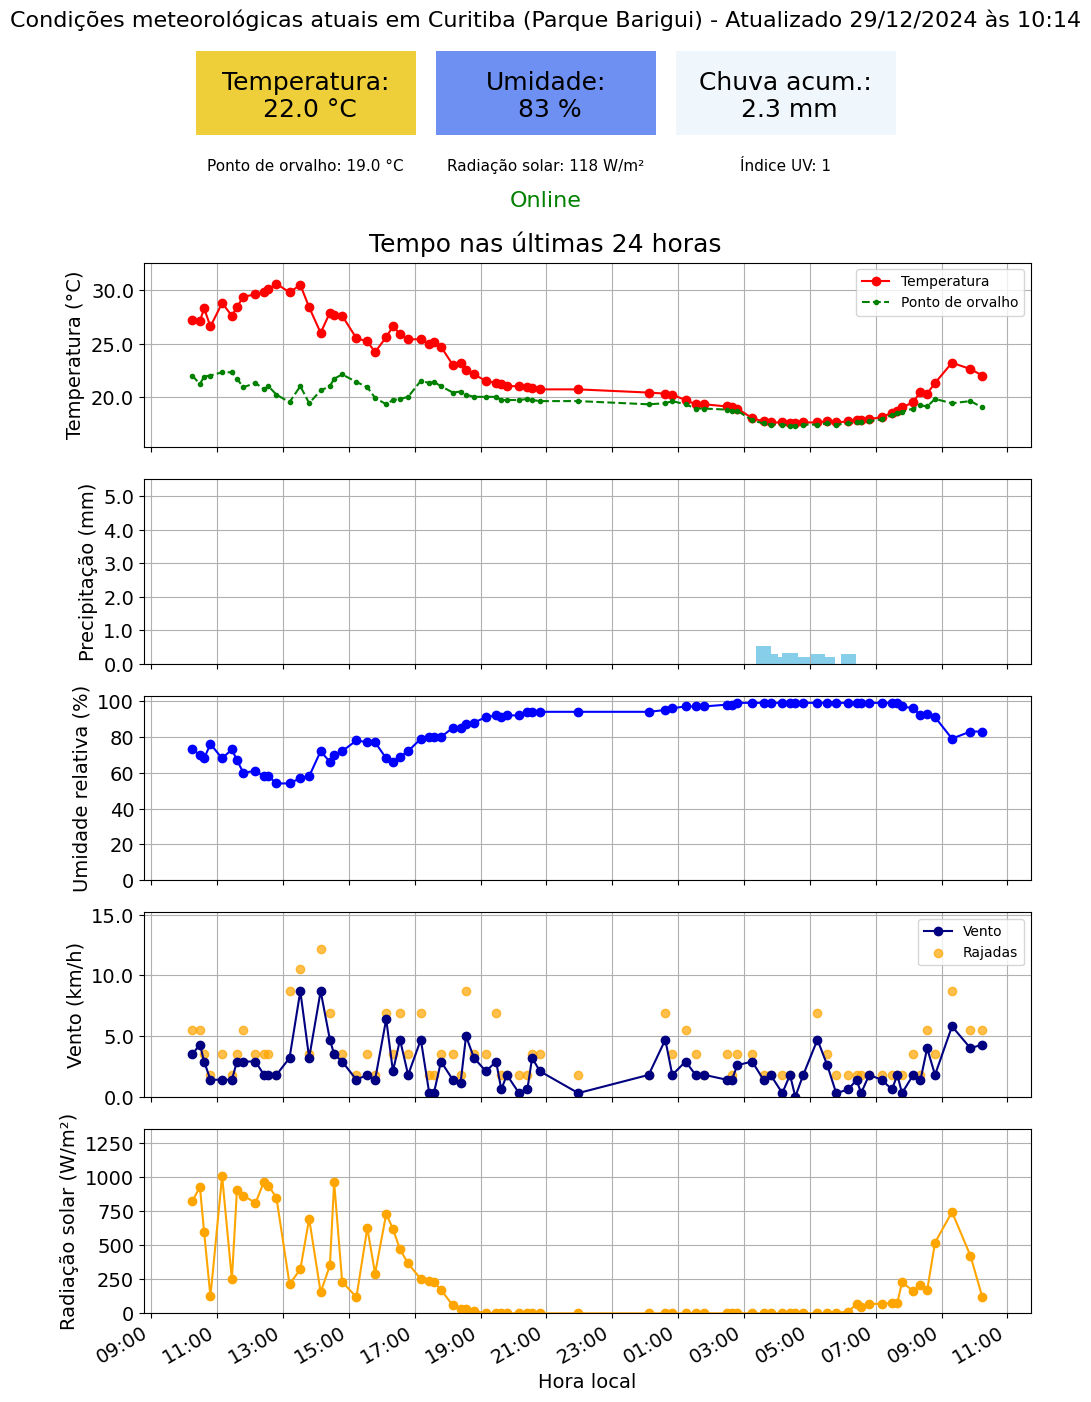 Condições meteorológicas atuais em Curitiba (Parque Barigui) - Atualizado 29/12/2024 às 10:14
Temperatura:
22.0 °C
Umidade:
83 %
Chuva acum.:
2.3 mm
Ponto de orvalho: 19.0 °C
Radiação solar: 118 W/m²
Índice UV: 1
Online
Tempo nas últimas 24 horas
Temperatura (°C)
30.0
25.0
20.0
Temperatura
Ponto de orvalho
Precipitação (mm)
5.0
4.0
3.0
2.0
1.0
0.0
Umidade relativa (%)
100
80
60
40
20
0
Vento (km/h)
15.0
10.0
5.0
0.0
Vento
Rajadas
Radiação solar (W/m²)
1250
1000
750
500
250
0
09:00
11:00
13:00
15:00
17:00
19:00
21:00
23:00
01:00
03:00
05:00
07:00
09:00
11:00
Hora local